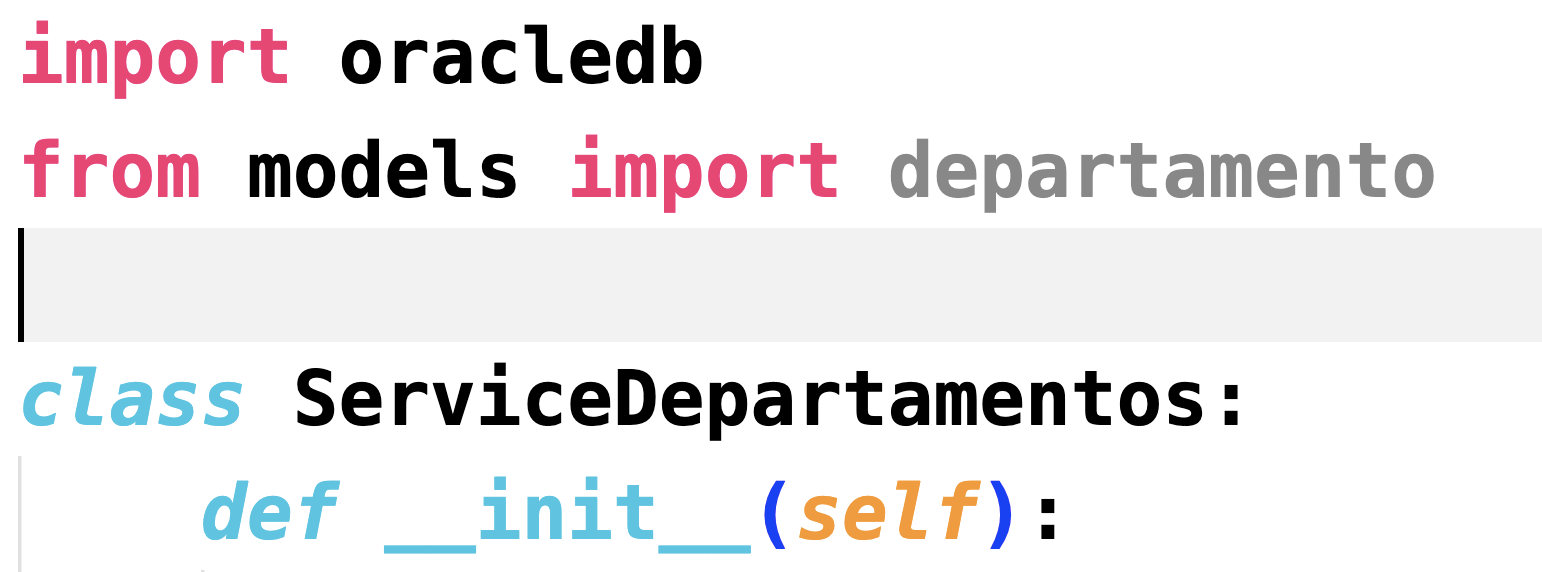 import oracledb
from models import departamento
class ServiceDepartamentos:
def __init__(self):